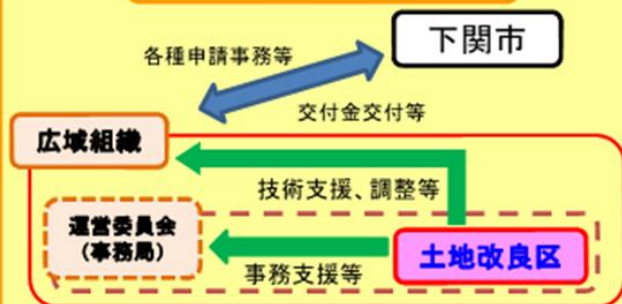 下関市
各種申請事務等
交付金交付等
広域組織
技術支援、調整等
運営委員会
(事務局)
土地改良区
事務支援等